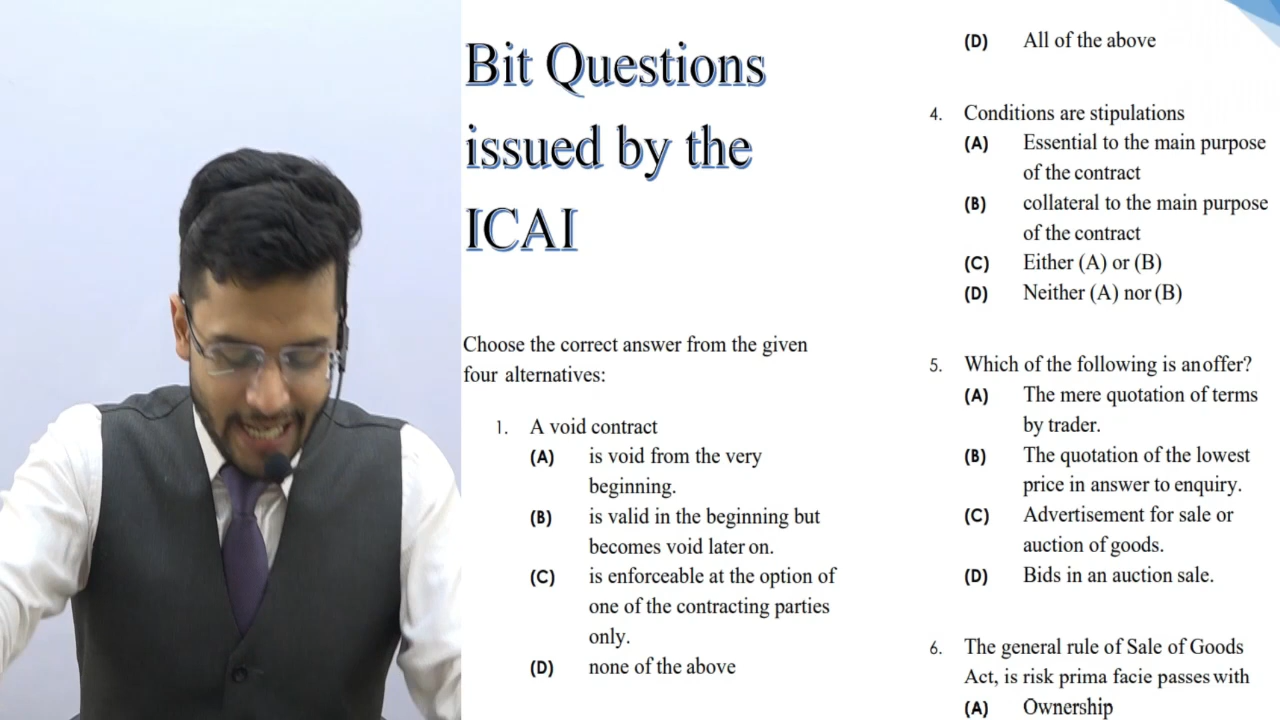 Bit Questions
issued by the
ICAI
Choose the correct answer from the given
four alternatives:
1. A void contract
(A) is void from the very
beginning.
(B) is valid in the beginning but
becomes void later on.
(C) is enforceable at the option of
one of the contracting parties
only.
(D) none of the above
(D) All of the above
4. Conditions are stipulations
(A) Essential to the main purpose
of the contract
(B) collateral to the main purpose
of the contract
(C) Either (A) or (B)
(D) Neither (A) nor (B)
5. Which of the following is anoffer?
(A) The mere quotation of terms
by trader.
(B) The quotation of the lowest
price in answer to enquiry.
(C) Advertisement for sale or
auction of goods.
(D) Bids in an auction sale.
6. The general rule of Sale of Goods
Act, is risk prima facie passes with
(A) Ownership